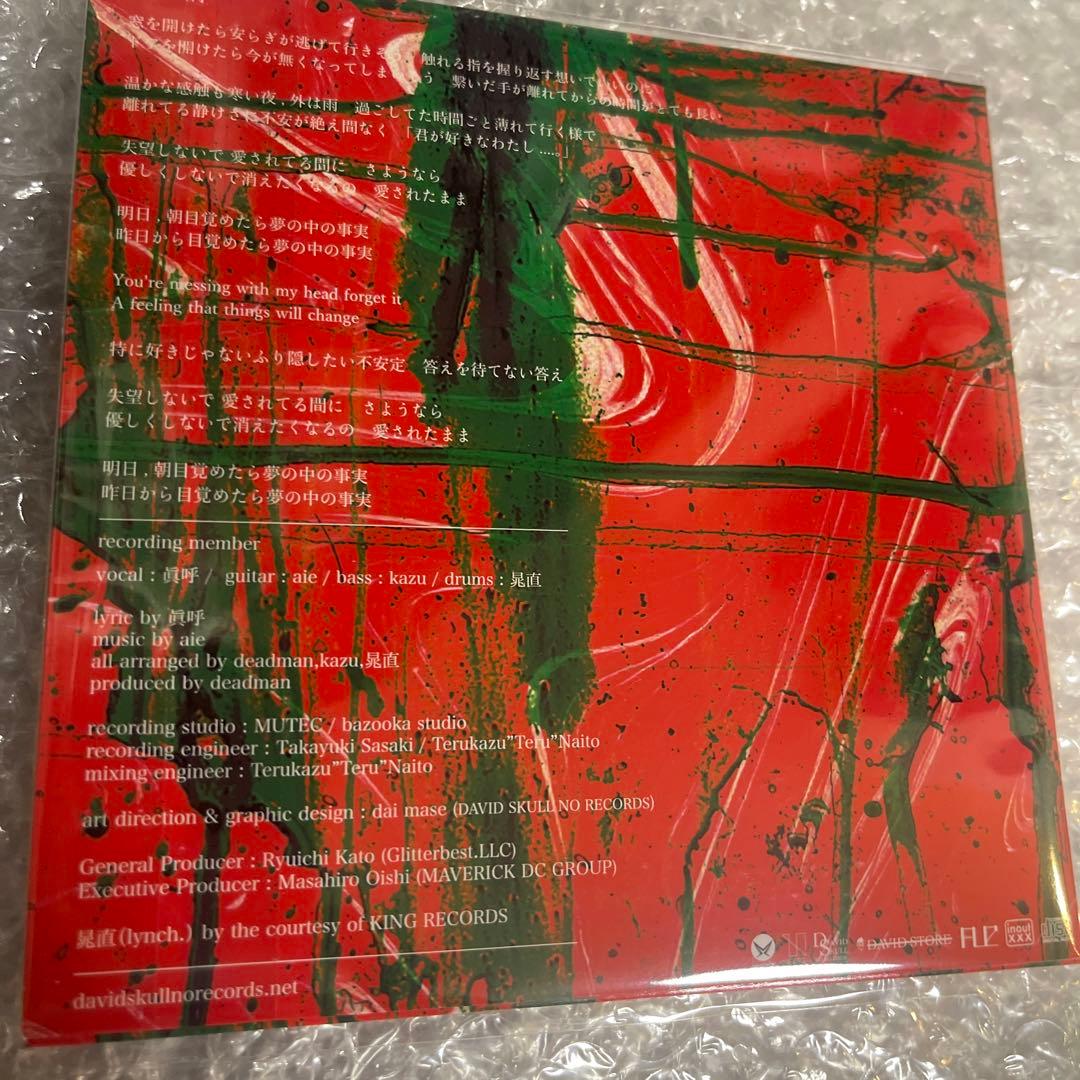 窓を開けたら安らぎが逃げて行きそ
触れる指を握り返す想いで
を開けたら今が無くなってしまう 繋いだ手が離れてからの時間がとても長い
温かな感触も寒い夜 , 外は雨 過ごしてた時間ごと薄れて行く様で
離れてる静けさに不安が絶え間なく 「君が好きなわたし ....。」
失望しないで 愛されてる間に さようなら
優しくしないで消えたくなるの 愛されたまま
明日 , 朝目覚めたら夢の中の事実
昨日から目覚めたら夢の中の事実
You're messing with my head forget it
A feeling that things will change
特に好きじゃないふり隠したい不安定 答えを待てない答え
失望しないで 愛されてる間に さようなら
優しくしないで消えたくなるの 愛されたまま
明日 , 朝目覚めたら夢の中の事実
昨日から目覚めたら夢の中の事実
recording member
vocal : 眞呼 / guitar : aie / bass : kazu / drums : 晁直
lyric by 眞呼
music by aie
all arranged by deadman,kazu,晁直
produced by deadman
recording studio : MUTEC / bazooka studio
recording engineer : Takayuki Sasaki / Terukazu"Teru"Naito
mixing engineer : Terukazu"Teru"Naito
art direction & graphic design : dai mase (DAVID SKULL NO RECORDS)
General Producer : Ryuichi Kato (Glitterbest.LLC)
Executive Producer : Masahiro Oishi (MAVERICK DC GROUP)
晁直(lynch.) by the courtesy of KING RECORDS
davidskullnorecords.net
DAVID SKULL
DAVID STORE
inout
XXX